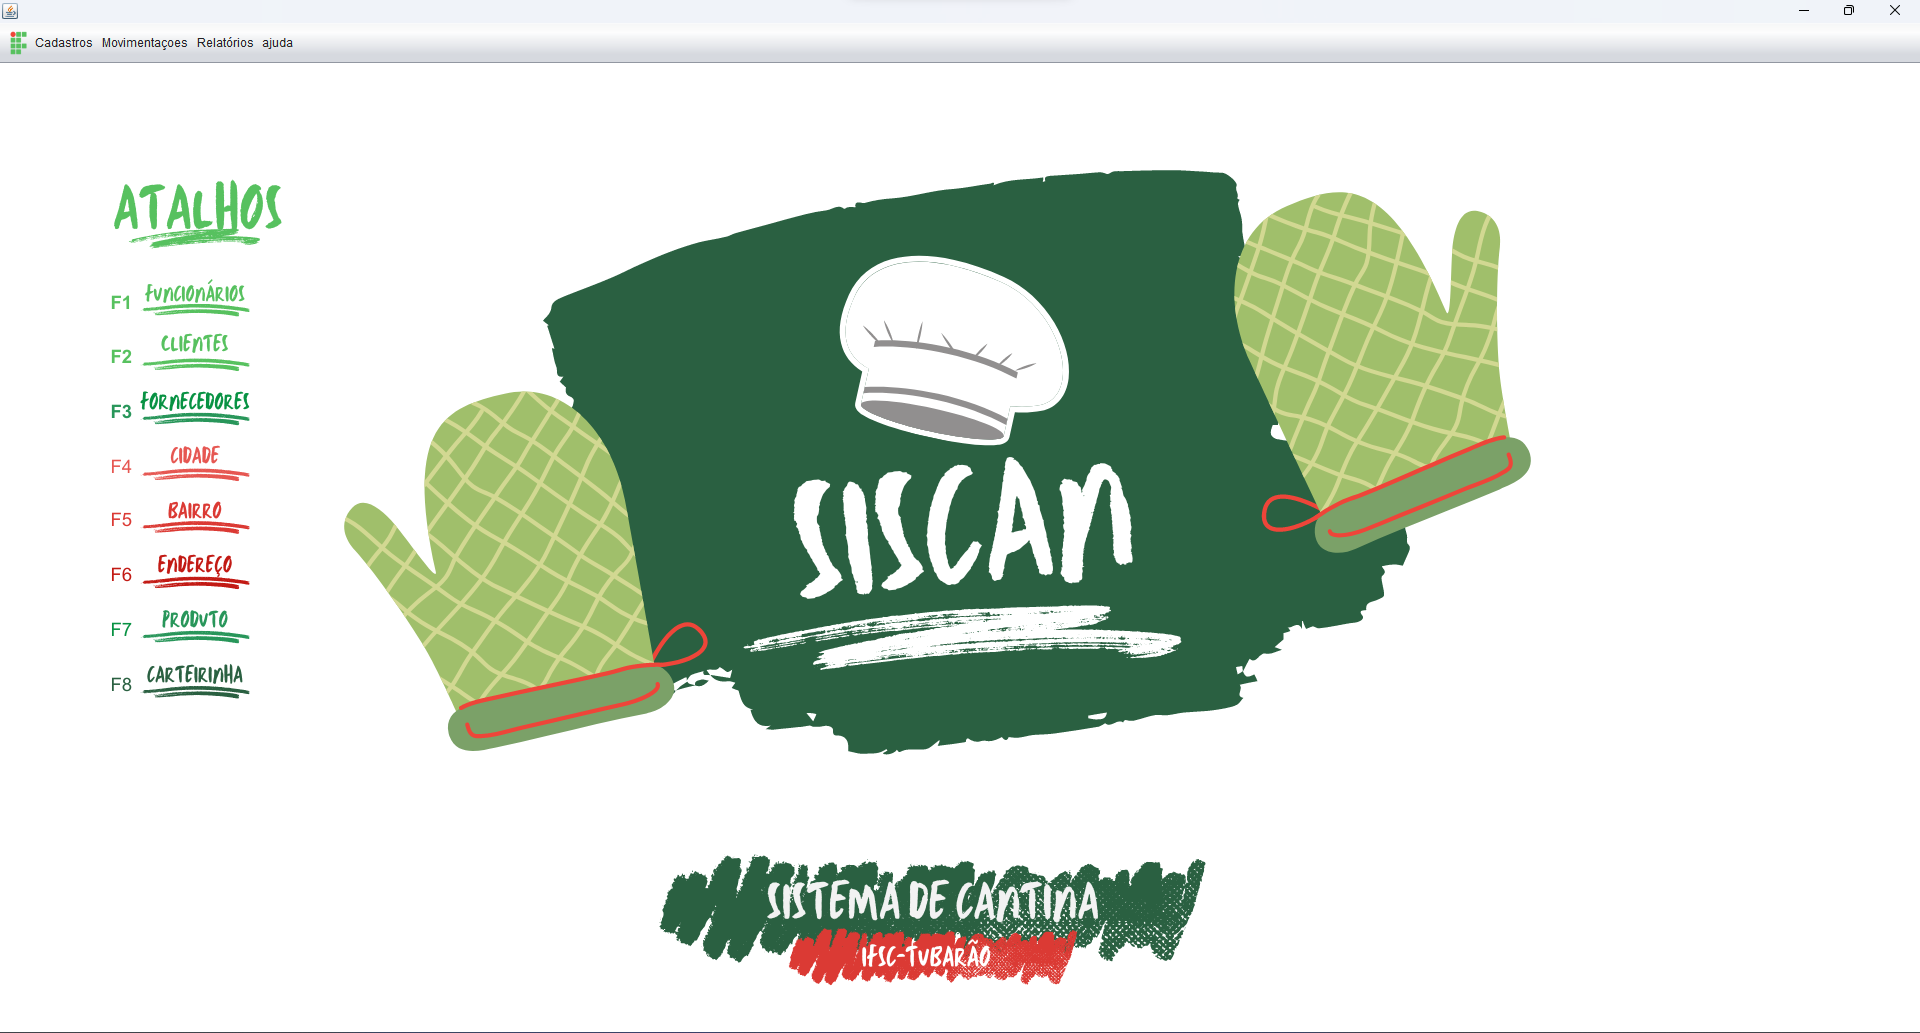 Cadastros Movimentaçoes Relatórios ajuda
ATALHOS
F1 FUNCIONÁRIOS
F2 CLIENTES
F3 FORNECEDORES
F4 CIDADE
F5 BAIRRO
F6 ENDEREÇO
F7 PRODUTO
F8 CARTEIRINHA
SISCAN
SISTEMA DE CANTINA
IFSC-TUBARÃO